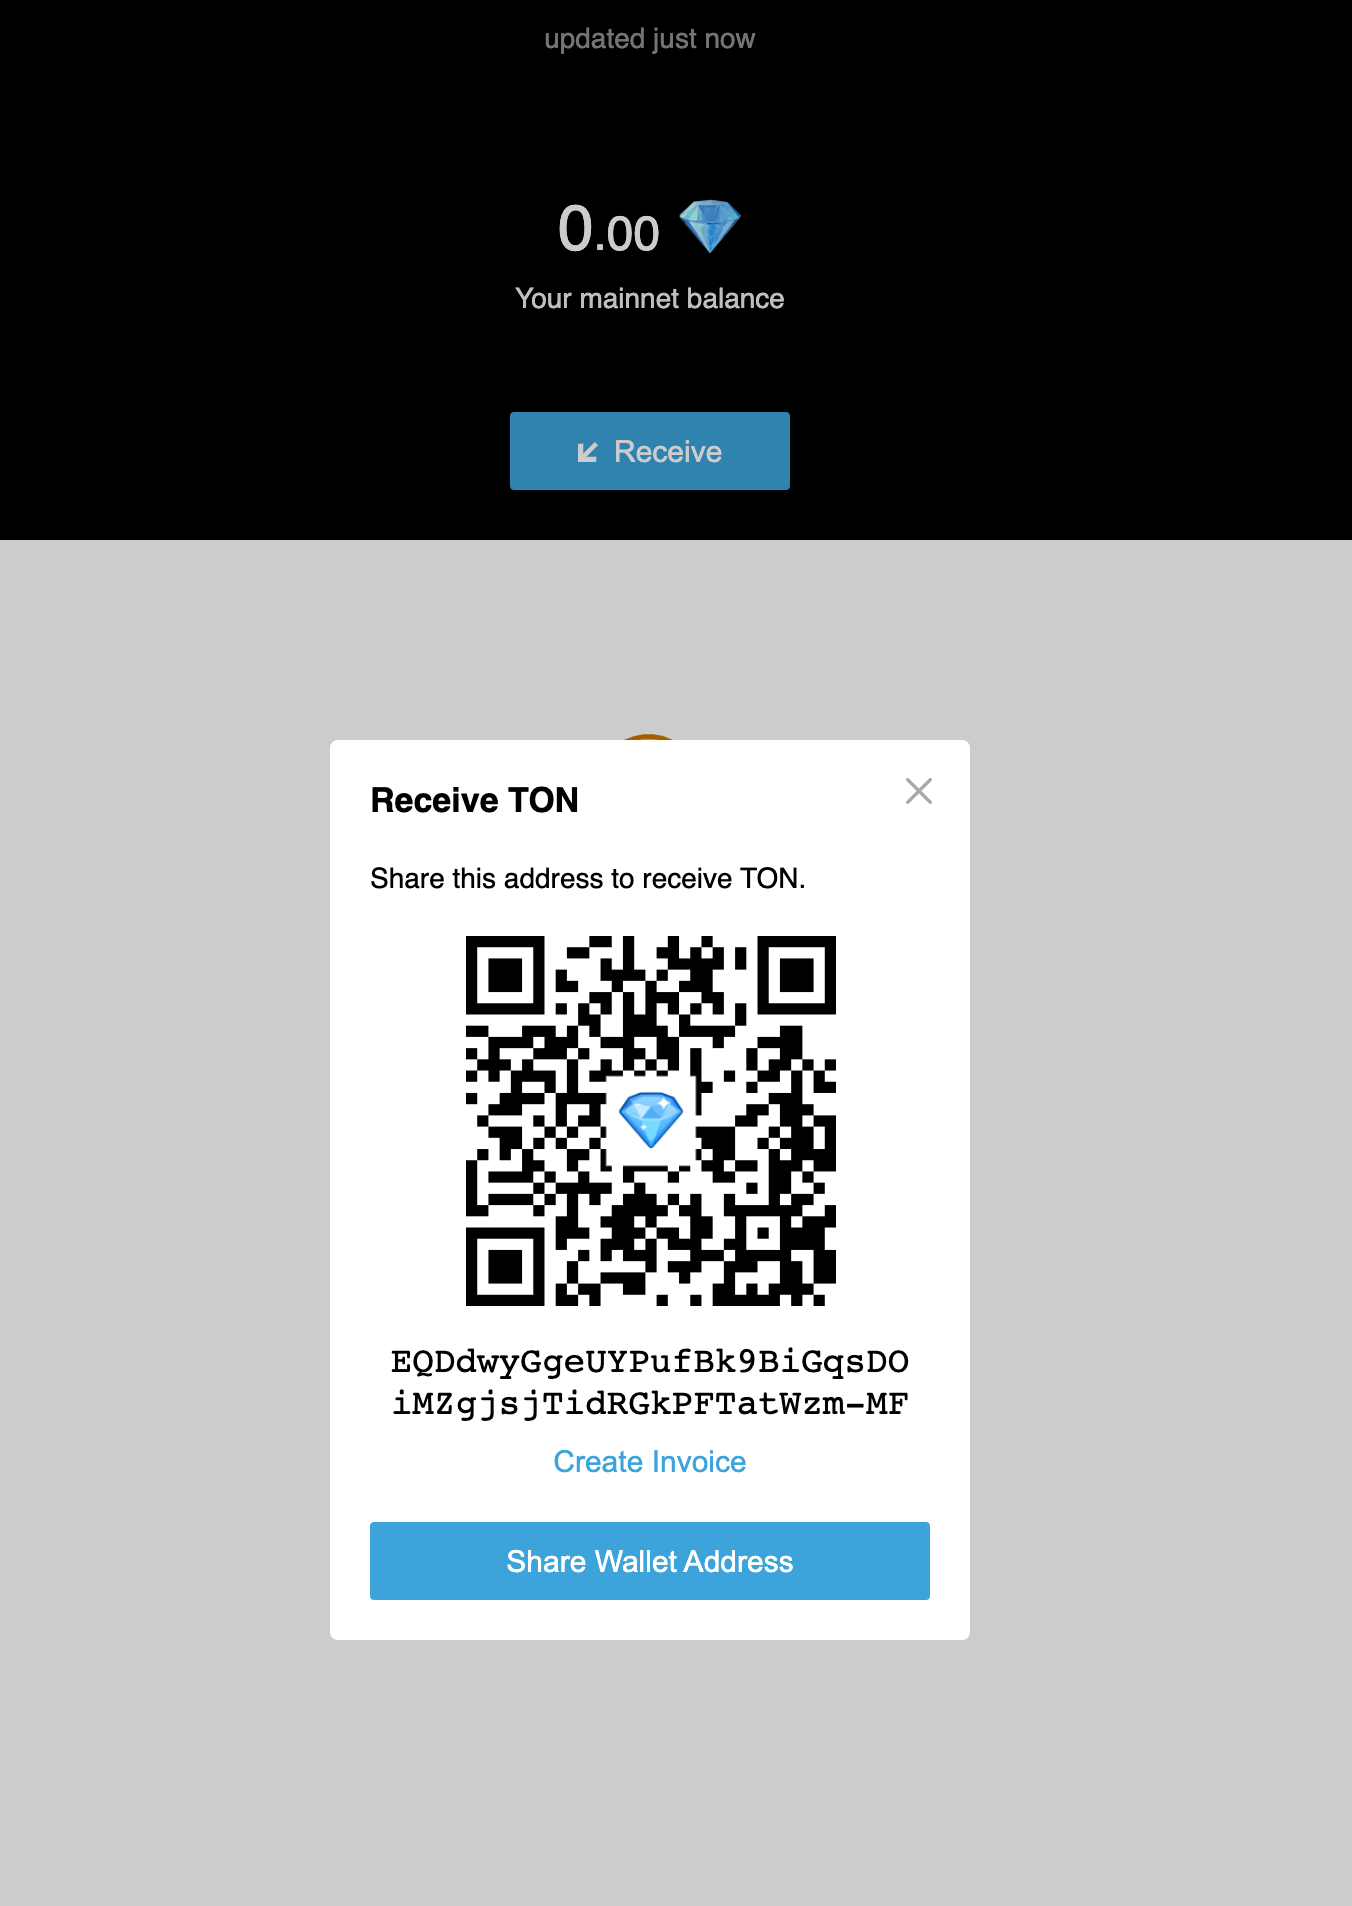 updated just now
0.00
Your mainnet balance
Receive
Receive TON
Share this address to receive TON.
EQDdwyGgeUYPufBk9BiGqsDO
iMZgjsjTidRGkPFTatWzm-MF
Create Invoice
Share Wallet Address